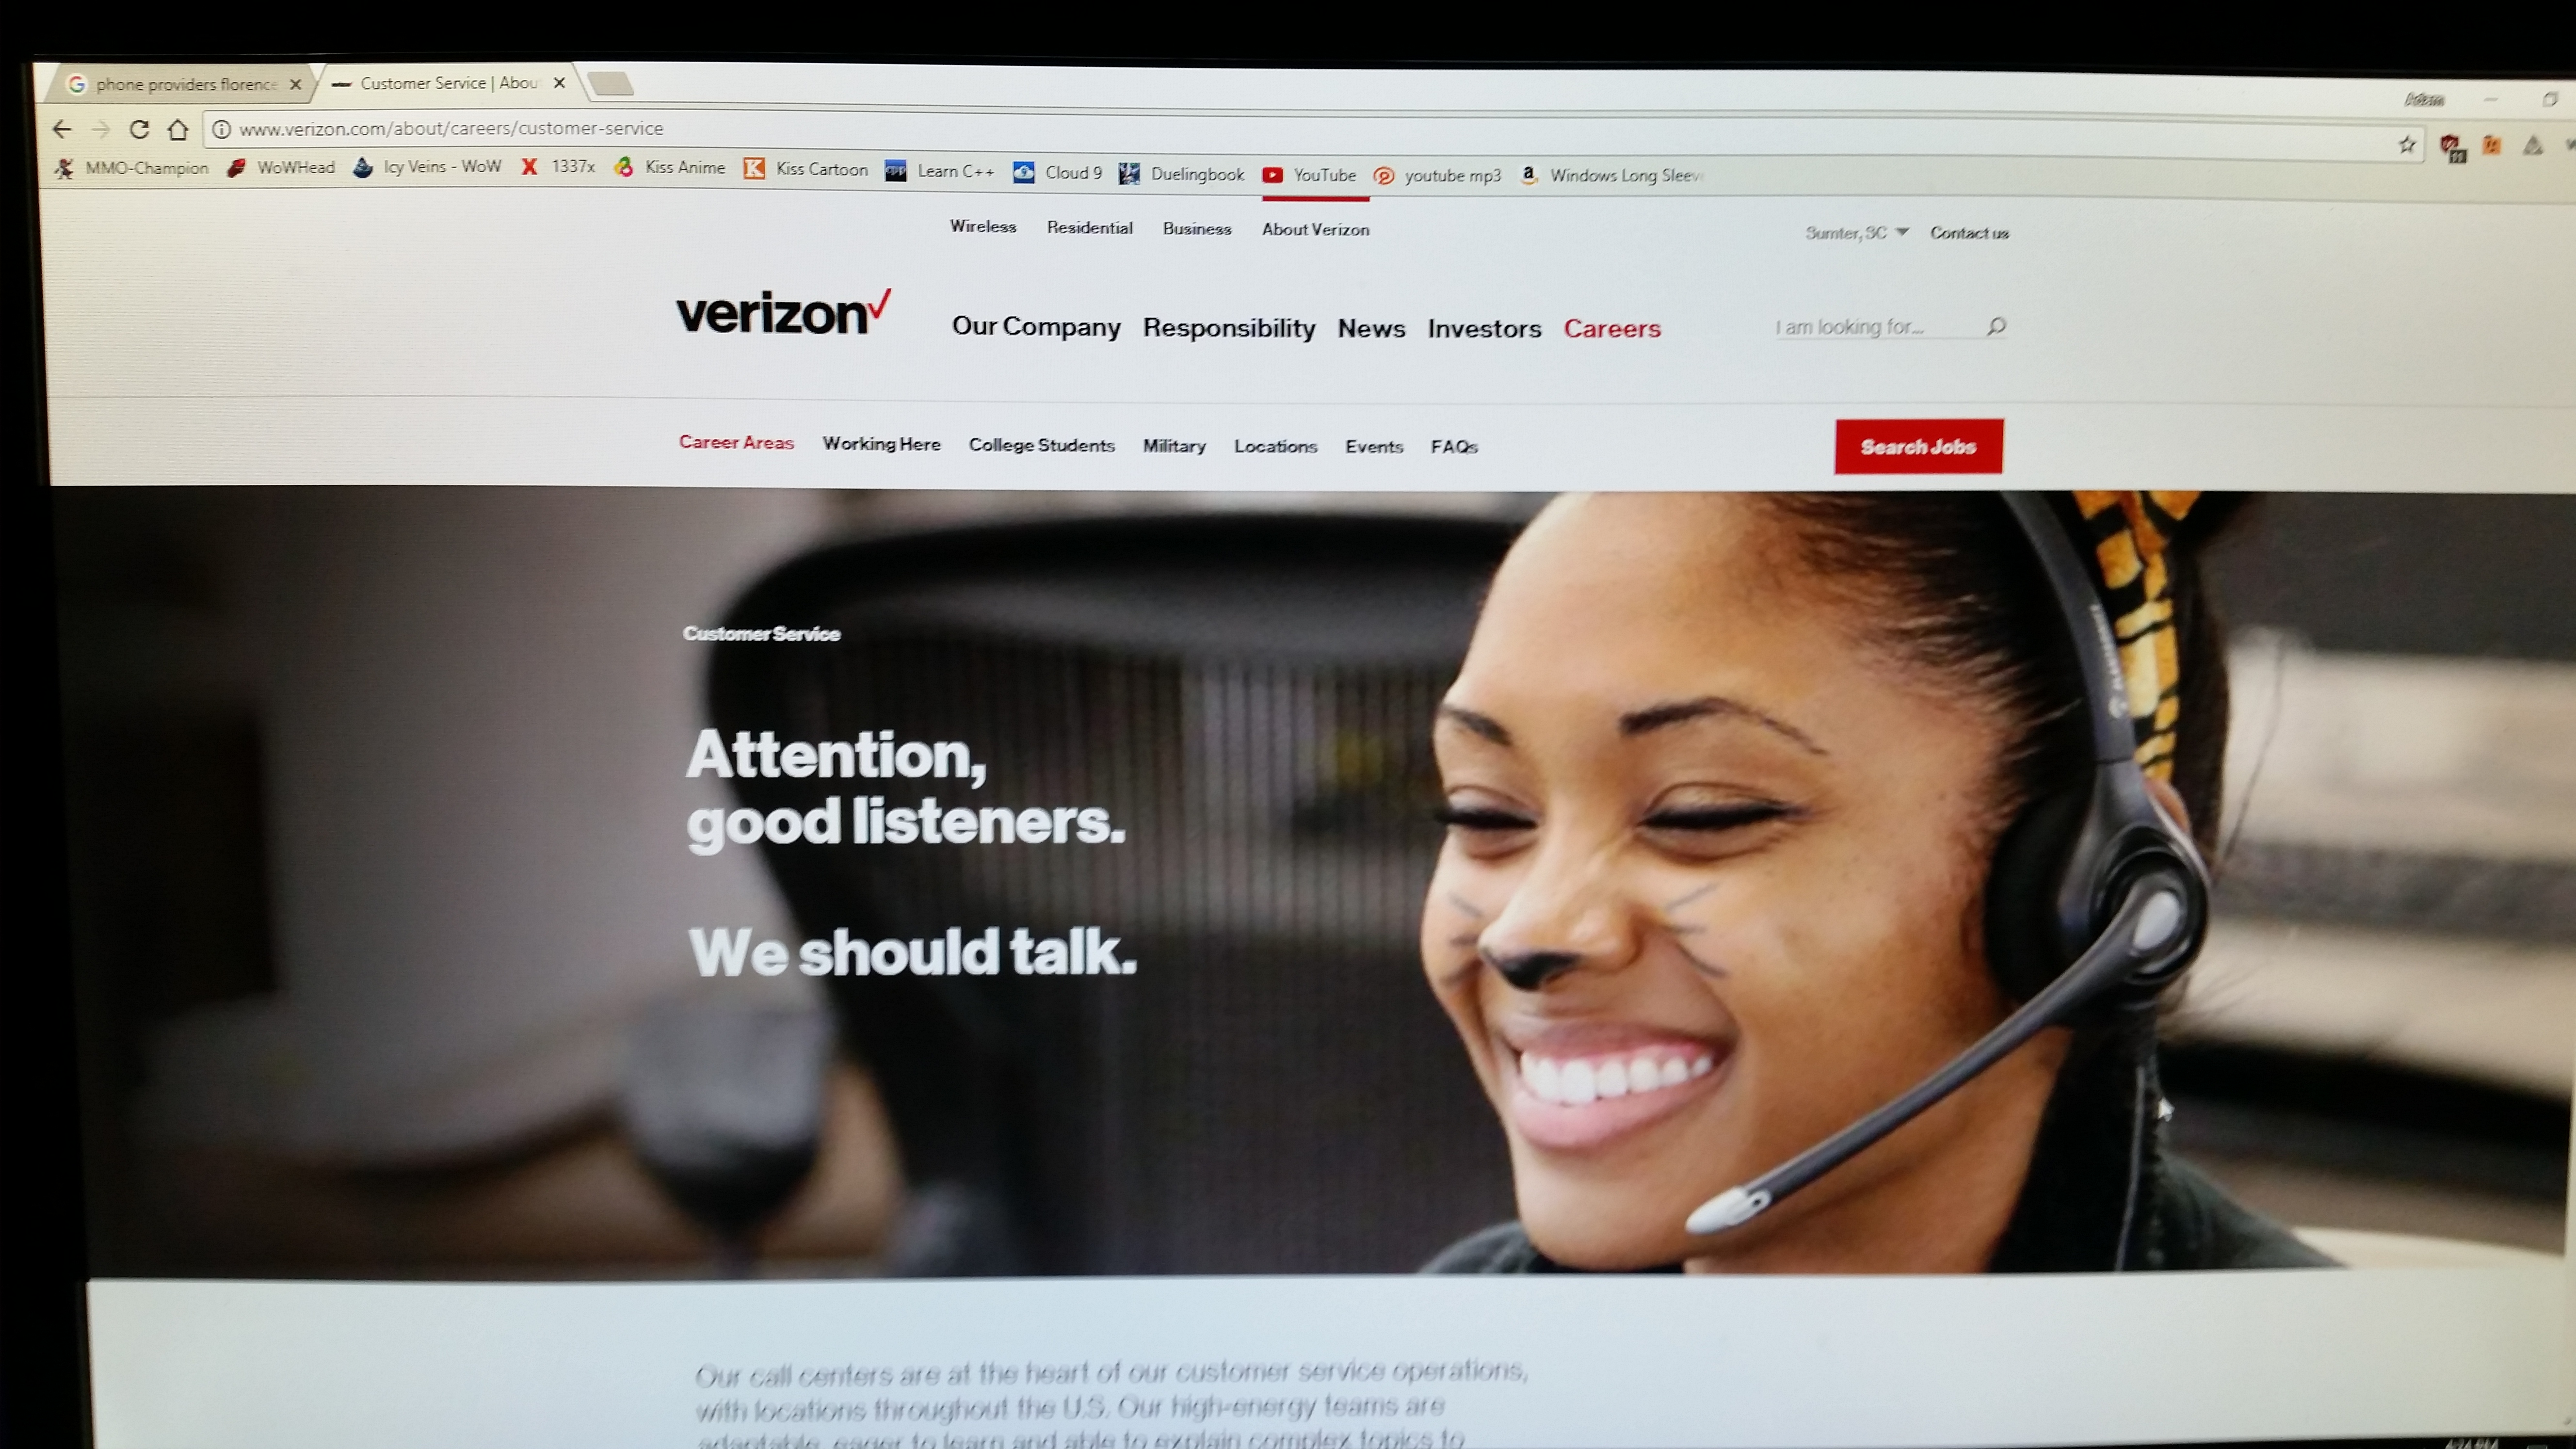 phone providers florence
Customer Service | Abou
Adam
www.verizon.com/about/careers/customer-service
MMO-Champion WoWHead Icy Veins - WoW 1337x Kiss Anime Kiss Cartoon Learn C++ Cloud 9 Duelingbook YouTube youtube mp3 Windows Long Sleev
Wireless Residential Business About Verizon Sumter, SC Contact us
verizon Our Company Responsibility News Investors Careers I am looking for...
Career Areas Working Here College Students Military Locations Events FAQs Search Jobs
Customer Service
Attention,
good listeners.
We should talk.
Our call centers are at the heart of our customer service operations,
with locations throughout the U.S. Our high-energy teams are
adaptable, eager to learn and able to explain complex topics to